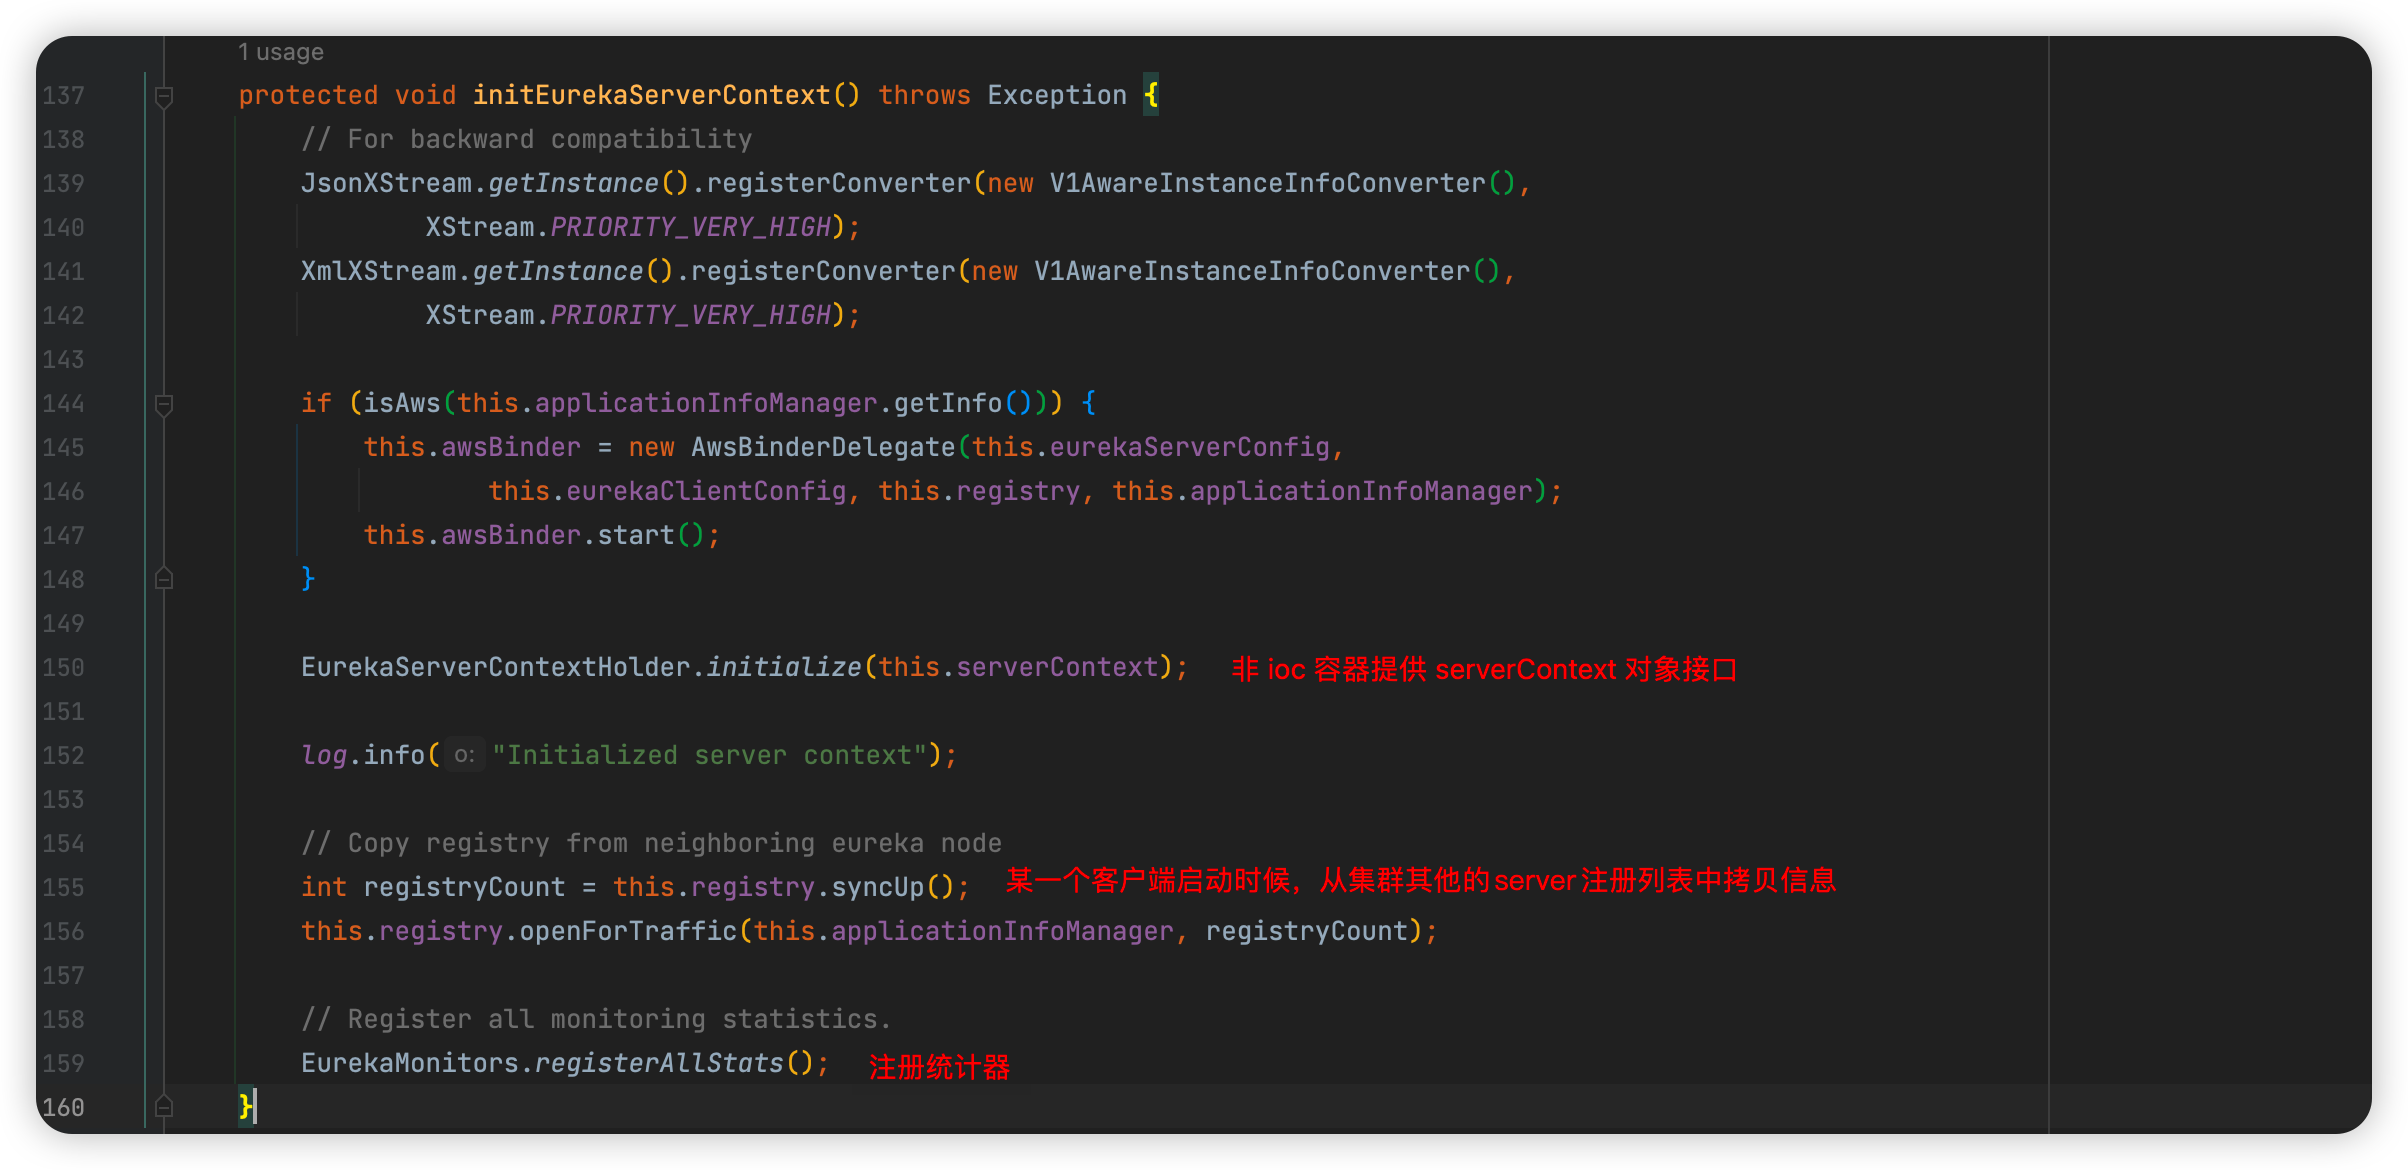 1 usage
137 protected void initEurekaServerContext() throws Exception {
138 // For backward compatibility
139 JsonXStream.getInstance().registerConverter(new V1AwareInstanceInfoConverter(),
140 XStream.PRIORITY_VERY_HIGH);
141 XmlXStream.getInstance().registerConverter(new V1AwareInstanceInfoConverter(),
142 XStream.PRIORITY_VERY_HIGH);
143
144 if (isAws(this.applicationInfoManager.getInfo())) {
145 this.awsBinder = new AwsBinderDelegate(this.eurekaServerConfig,
146 this.eurekaClientConfig, this.registry, this.applicationInfoManager);
147 this.awsBinder.start();
148 }
149
150 EurekaServerContextHolder.initialize(this.serverContext); 非 ioc 容器提供 serverContext 对象接口
151
152 log.info( o: "Initialized server context");
153
154 // Copy registry from neighboring eureka node
155 int registryCount = this.registry.syncUp(); 某一个客户端启动时候，从集群其他的server注册列表中拷贝信息
156 this.registry.openForTraffic(this.applicationInfoManager, registryCount);
157
158 // Register all monitoring statistics.
159 EurekaMonitors.registerAllStats(); 注册统计器
160 }